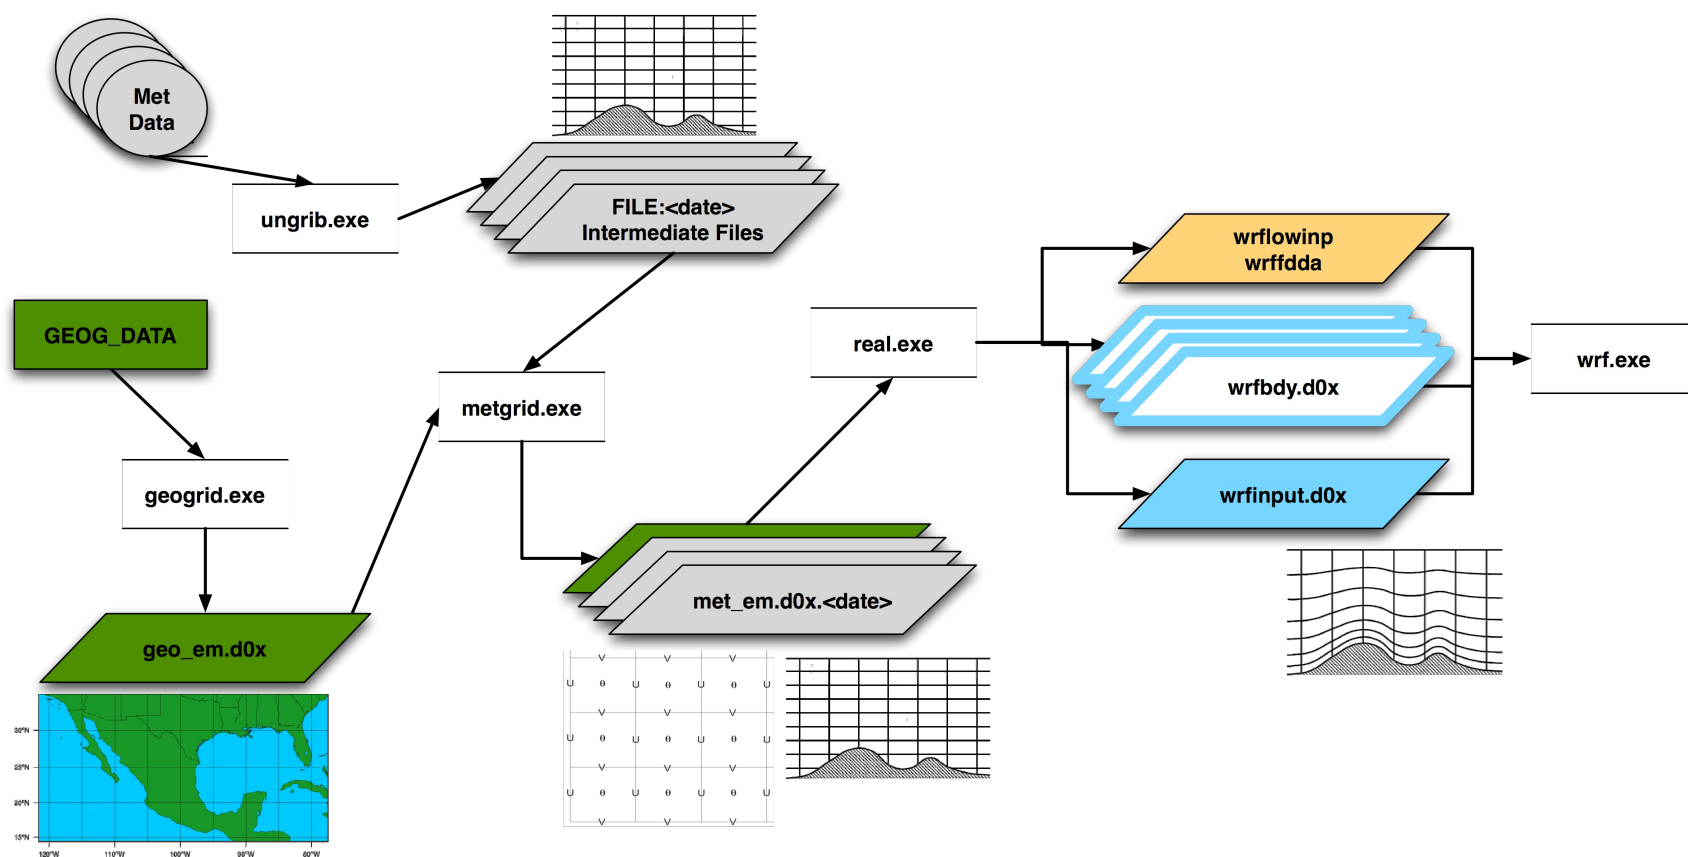 Met
Data
ungrib.exe
FILE:<date>
Intermediate Files
GEOG_DATA
geogrid.exe
geo_em.d0x
metgrid.exe
met_em.d0x.<date>
real.exe
wrflowinp
wrffdda
wrfbdy.d0x
wrfinput.d0x
wrf.exe
30°N
25°N
20°N
15°N
120°W 110°W 100°W 90°W 80°W
V V V
U θ U θ U θ U
V V V
U θ U θ U θ U
V V V
U θ U θ U θ U
V V V